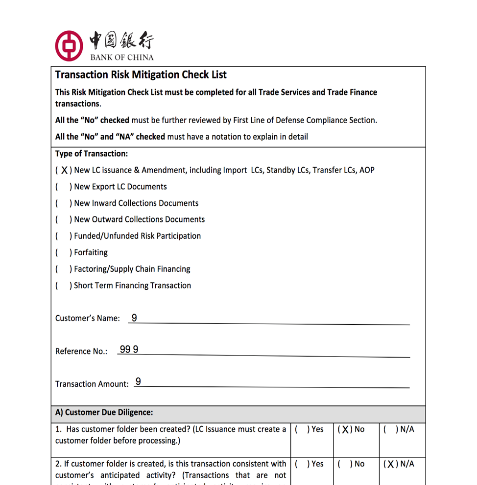 中国银行
BANK OF CHINA
Transaction Risk Mitigation Check List
This Risk Mitigation Check List must be completed for all Trade Services and Trade Finance
transactions.
All the “No” checked must be further reviewed by First Line of Defense Compliance Section.
All the “No” and “NA” checked must have a notation to explain in detail
Type of Transaction:
( X ) New LC issuance & Amendment, including Import LCs, Standby LCs, Transfer LCs, AOP
( ) New Export LC Documents
( ) New Inward Collections Documents
( ) New Outward Collections Documents
( ) Funded/Unfunded Risk Participation
( ) Forfaiting
( ) Factoring/Supply Chain Financing
( ) Short Term Financing Transaction
Customer’s Name: 9
Reference No.: 99 9
Transaction Amount: 9
A) Customer Due Diligence:
1. Has customer folder been created? (LC Issuance must create a ( ) Yes (X) No ( ) N/A
customer folder before processing.)
2. If customer folder is created, is this transaction consistent with ( ) Yes ( ) No (X) N/A
customer’s anticipated activity? (Transactions that are not